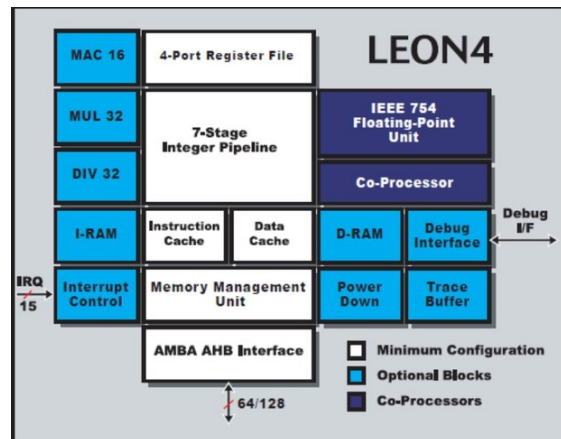 LEON4
MAC 16
4-Port Register File
MUL 32
7-Stage
Integer Pipeline
IEEE 754
Floating-Point
Unit
DIV 32
Co-Processor
I-RAM
Instruction
Cache
Data
Cache
D-RAM
Debug
Interface
Debug
I/F
IRQ
15
Interrupt
Control
Memory Management
Unit
Power
Down
Trace
Buffer
AMBA AHB Interface
64/128
Minimum Configuration
Optional Blocks
Co-Processors